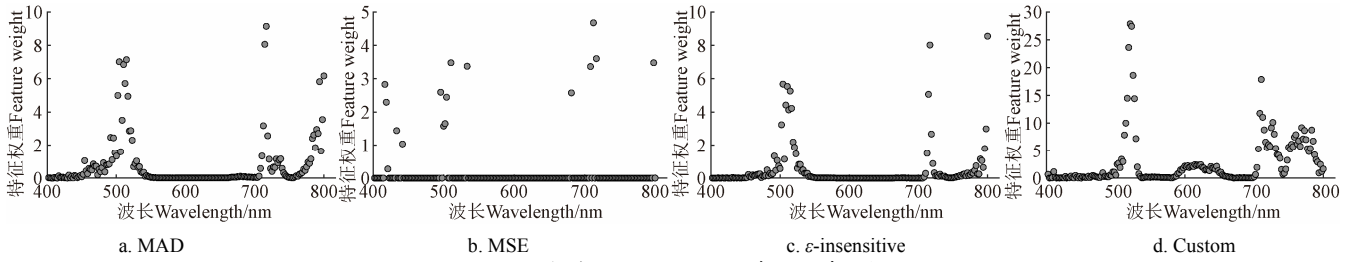 特征权重Feature weight
10
8
6
4
2
0
400 500 600 700 800
波长Wavelength/nm
a. MAD
特征权重Feature weight
5
4
3
2
1
0
400 500 600 700 800
波长Wavelength/nm
b. MSE
特征权重Feature weight
10
8
6
4
2
0
400 500 600 700 800
波长Wavelength/nm
c. ε-insensitive
特征权重Feature weight
30
25
20
15
10
5
0
400 500 600 700 800
波长Wavelength/nm
d. Custom